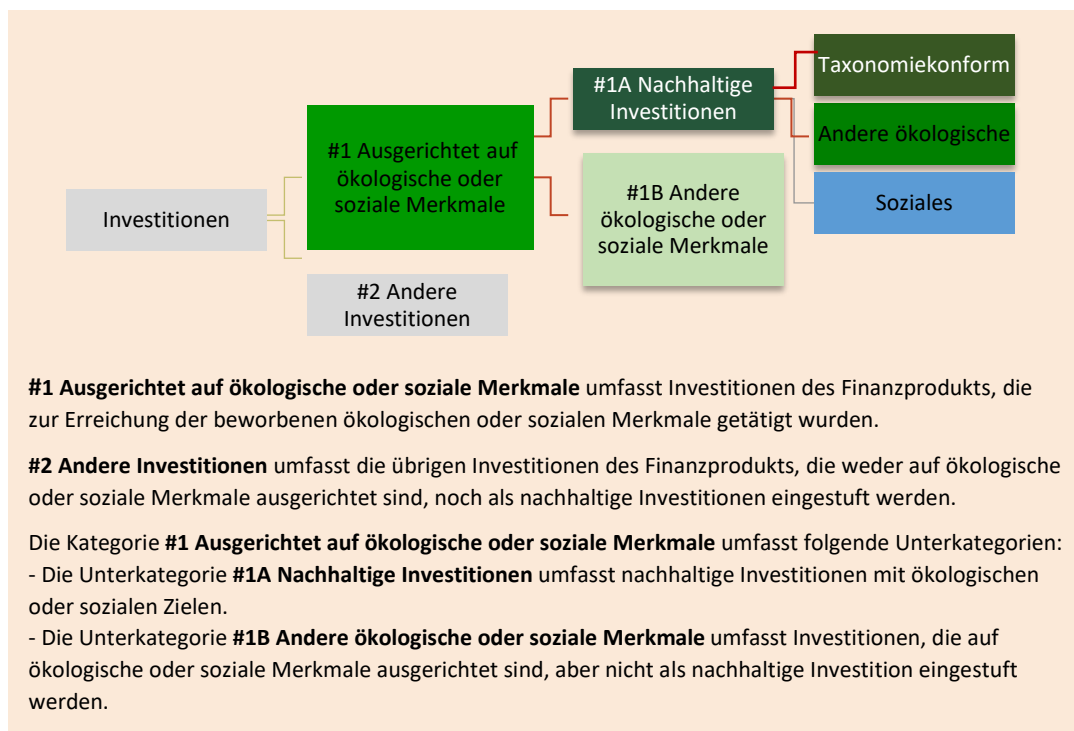 Taxonomiekonform
#1A Nachhaltige
Investitionen
Andere ökologische
#1 Ausgerichtet auf
ökologische oder
soziale Merkmale
#1B Andere
ökologische oder
soziale Merkmale
Soziales
Investitionen
#2 Andere
Investitionen
#1 Ausgerichtet auf ökologische oder soziale Merkmale umfasst Investitionen des Finanzprodukts, die
zur Erreichung der beworbenen ökologischen oder sozialen Merkmale getätigt wurden.
#2 Andere Investitionen umfasst die übrigen Investitionen des Finanzprodukts, die weder auf ökologische
oder soziale Merkmale ausgerichtet sind, noch als nachhaltige Investitionen eingestuft werden.
Die Kategorie #1 Ausgerichtet auf ökologische oder soziale Merkmale umfasst folgende Unterkategorien:
- Die Unterkategorie #1A Nachhaltige Investitionen umfasst nachhaltige Investitionen mit ökologischen
oder sozialen Zielen.
- Die Unterkategorie #1B Andere ökologische oder soziale Merkmale umfasst Investitionen, die auf
ökologische oder soziale Merkmale ausgerichtet sind, aber nicht als nachhaltige Investition eingestuft
werden.